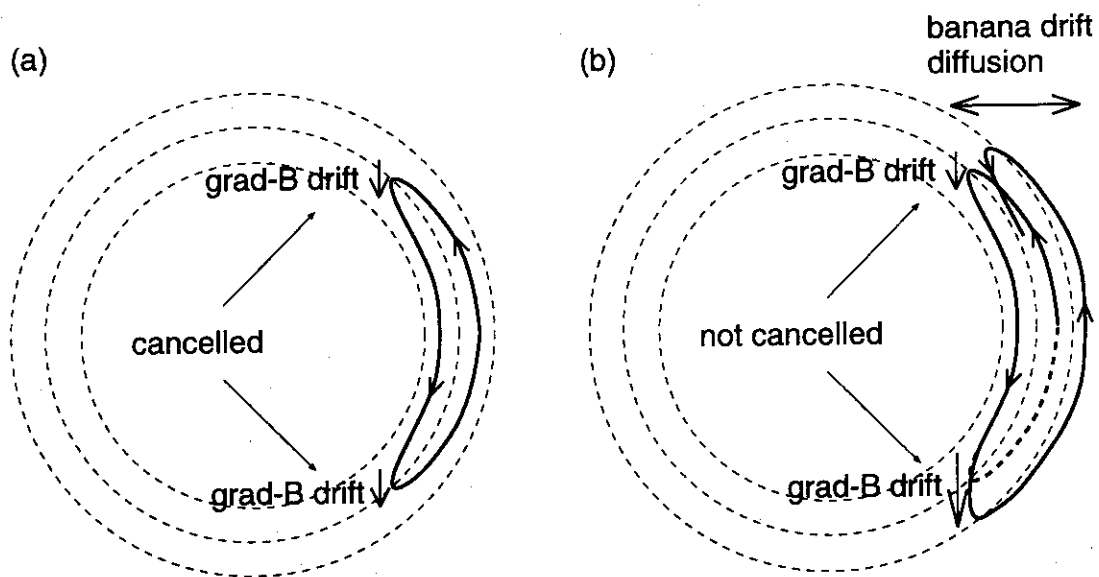 (a)
grad-B drift
cancelled
grad-B drift
(b)
banana drift
diffusion
grad-B drift
not cancelled
grad-B drift